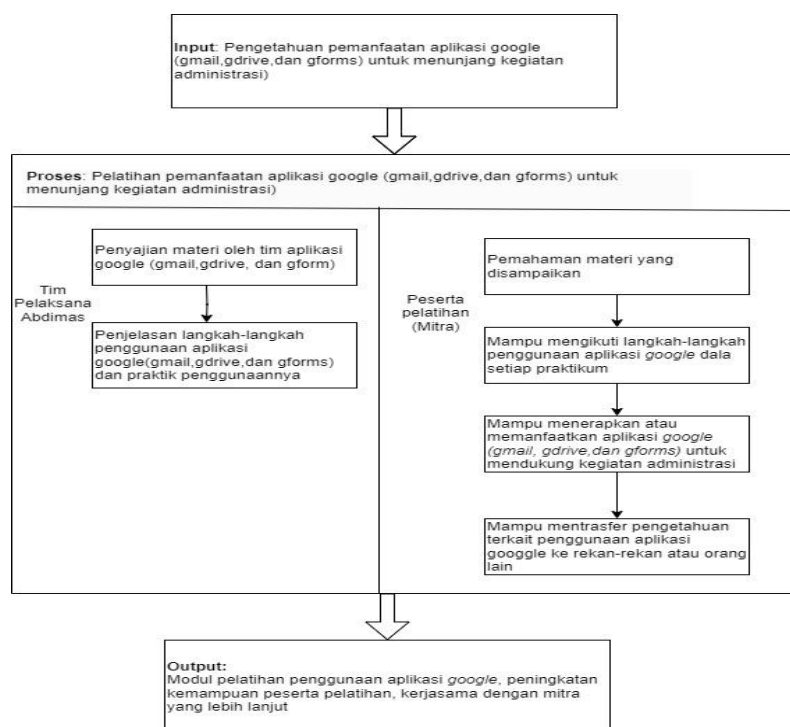 Input: Pengetahuan pemanfaatan aplikasi google
(gmail,gdrive,dan gforms) untuk menunjang kegiatan
administrasi)
Proses: Pelatihan pemanfaatan aplikasi google (gmail,gdrive,dan gforms) untuk
menunjang kegiatan administrasi)
Tim
Pelaksana
Abdimas
Penyajian materi oleh tim aplikasi
google (gmail,gdrive, dan gform)
Penjelasan langkah-langkah
penggunaan aplikasi
google(gmail,gdrive,dan gforms)
dan praktik penggunaannya
Peserta
pelatihan
(Mitra)
Pemahaman materi yang
disampaikan
Mampu mengikuti langkah-langkah
penggunaan aplikasi google dala
setiap praktikum
Mampu menerapkan atau
memanfaatkan aplikasi google
(gmail, gdrive,dan gforms) untuk
mendukung kegiatan administrasi
Mampu mentrasfer pengetahuan
terkait penggunaan aplikasi
googgle ke rekan-rekan atau orang
lain
Output:
Modul pelatihan penggunaan aplikasi google, peningkatan
kemampuan peserta pelatihan, kerjasama dengan mitra
yang lebih lanjut